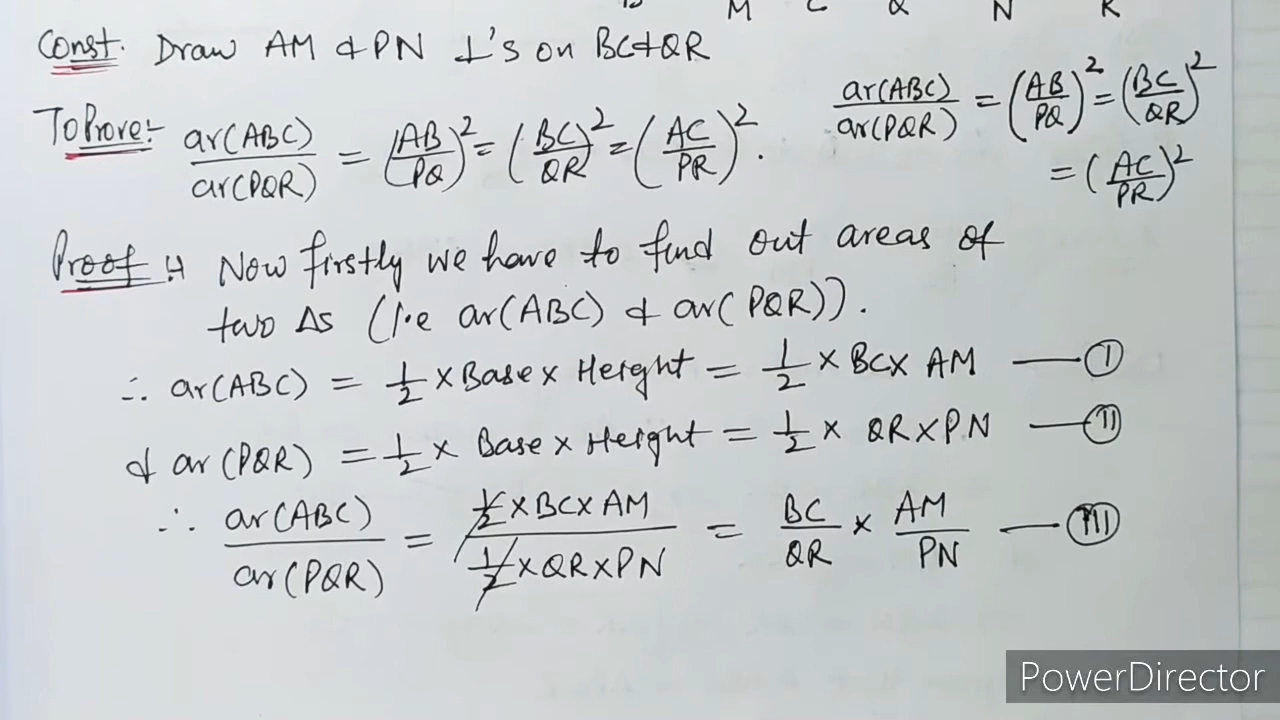 M C Q N R
Const. Draw AM & PN ⊥'s on BC & QR
To Prove:- ar(ABC)/ar(PQR) = (AB/PQ)² = (BC/QR)² = (AC/PR)².
ar(ABC)/ar(PQR) = (AB/PQ)² = (BC/QR)²
= (AC/PR)²
Proof :- Now firstly we have to find out areas of
two Δs (i.e ar(ABC) & ar(PQR)).
∴ ar(ABC) = 1/2 × Base × Height = 1/2 × BC × AM — (I)
& ar(PQR) = 1/2 × Base × Height = 1/2 × QR × PN — (II)
∴ ar(ABC)/ar(PQR) = 1/2 × BC × AM / 1/2 × QR × PN = BC/QR × AM/PN — (III)
PowerDirector